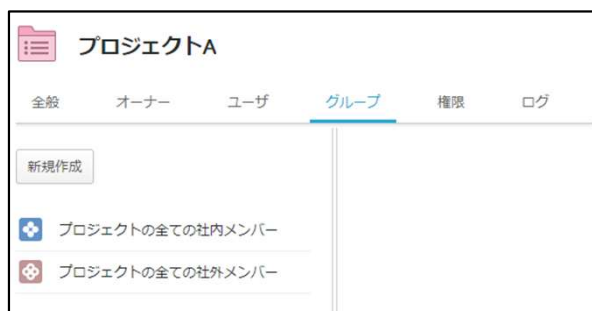 プロジェクトA
全般 オーナー ユーザ グループ 権限 ログ
新規作成
プロジェクトの全ての社内メンバー
プロジェクトの全ての社外メンバー